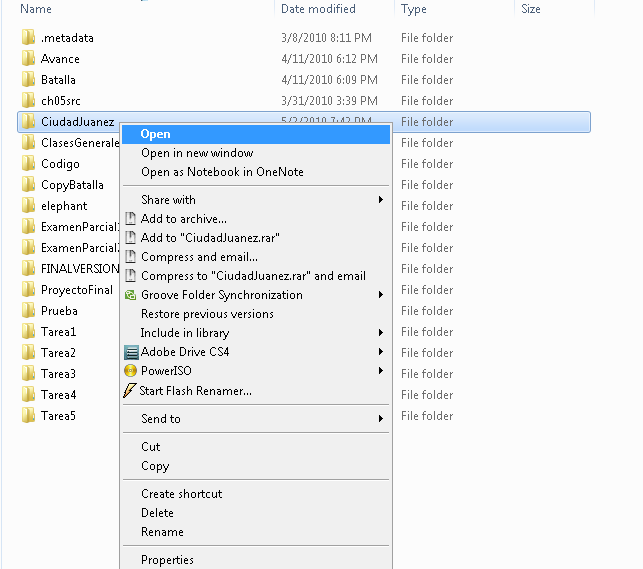 Name Date modified Type Size
.metadata 3/8/2010 8:11 PM File folder
Avance 4/11/2010 6:12 PM File folder
Batalla 4/11/2010 6:09 PM File folder
ch05src 3/31/2010 3:39 PM File folder
CiudadJuanez 5/2/2010 7:42 PM File folder
ClasesGenerale File folder
Codigo File folder
CopyBatalla File folder
elephant File folder
ExamenParcial File folder
ExamenParcial File folder
FINALVERSION File folder
ProyectoFinal File folder
Prueba File folder
Tarea1 File folder
Tarea2 File folder
Tarea3 File folder
Tarea4 File folder
Tarea5 File folder
Open
Open in new window
Open as Notebook in OneNote
Share with
Add to archive...
Add to "CiudadJuanez.rar"
Compress and email...
Compress to "CiudadJuanez.rar" and email
Groove Folder Synchronization
Restore previous versions
Include in library
Adobe Drive CS4
PowerISO
Start Flash Renamer...
Send to
Cut
Copy
Create shortcut
Delete
Rename
Properties